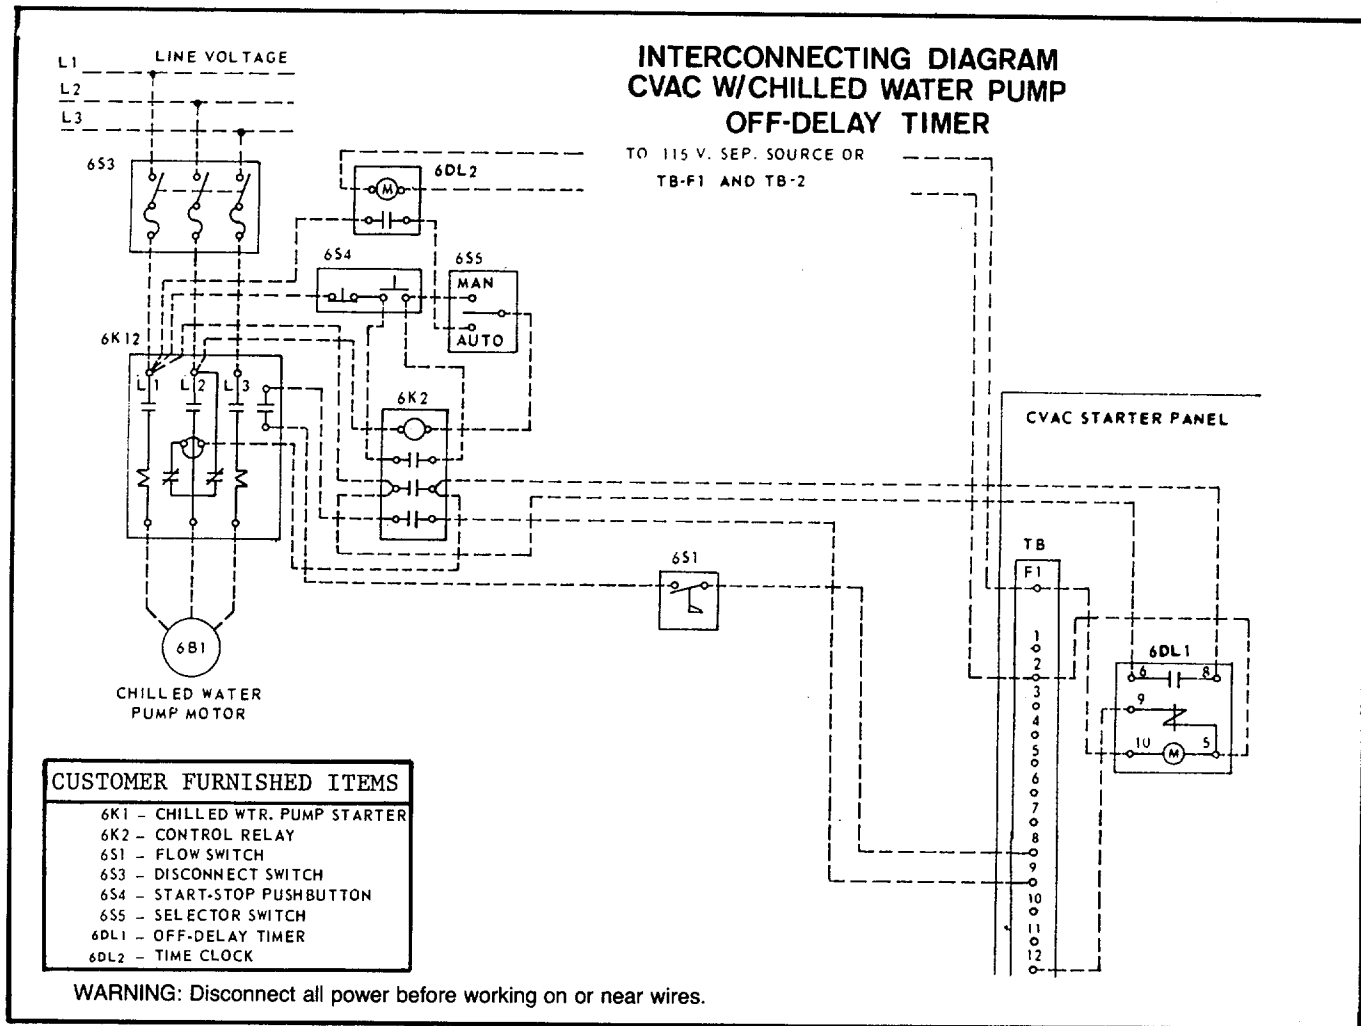 INTERCONNECTING DIAGRAM
CVAC W/CHILLED WATER PUMP
OFF-DELAY TIMER
LINE VOLTAGE
L1
L2
L3
TO 115 V. SEP. SOURCE OR
TB-F1 AND TB-2
6S3
6DL2
M
6S4
6S5
MAN
AUTO
6K12
L1
L2
L3
6K2
CVAC STARTER PANEL
6S1
TB
F1
1
2
3
4
5
6
7
8
9
10
11
12
6DL1
6
8
9
10
M
5
6B1
CHILLED WATER
PUMP MOTOR
CUSTOMER FURNISHED ITEMS
6K1 – CHILLED WTR. PUMP STARTER
6K2 – CONTROL RELAY
6S1 – FLOW SWITCH
6S3 – DISCONNECT SWITCH
6S4 – START-STOP PUSHBUTTON
6S5 – SELECTOR SWITCH
6DL1 – OFF-DELAY TIMER
6DL2 – TIME CLOCK
WARNING: Disconnect all power before working on or near wires.